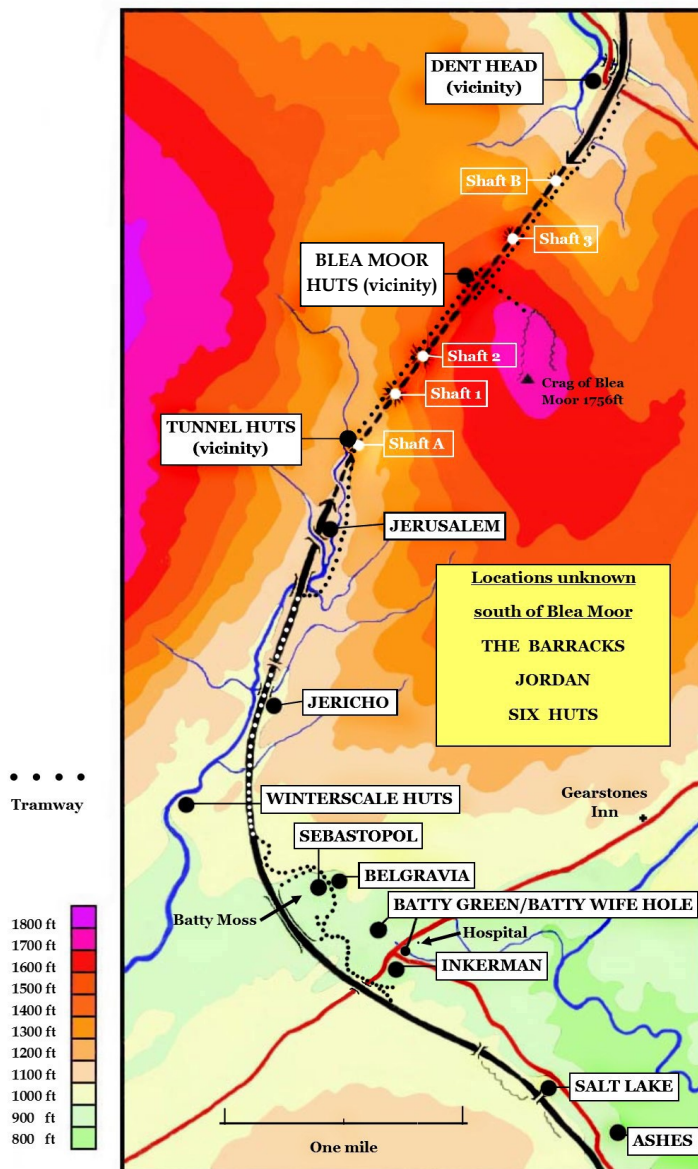 DENT HEAD
(vicinity)
Shaft B
Shaft 3
BLEA MOOR
HUTS (vicinity)
Shaft 2
Crag of Blea
Moor 1756ft
Shaft 1
TUNNEL HUTS
(vicinity)
Shaft A
JERUSALEM
Locations unknown
south of Blea Moor
THE BARRACKS
JORDAN
SIX HUTS
JERICHO
Tramway
WINTERSCALE HUTS
Gearstones
Inn
SEBASTOPOL
BELGRAVIA
Batty Moss
BATTY GREEN/BATTY WIFE HOLE
Hospital
INKERMAN
1800 ft
1700 ft
1600 ft
1500 ft
1400 ft
1300 ft
1200 ft
1100 ft
1000 ft
900 ft
800 ft
SALT LAKE
ASHES
One mile